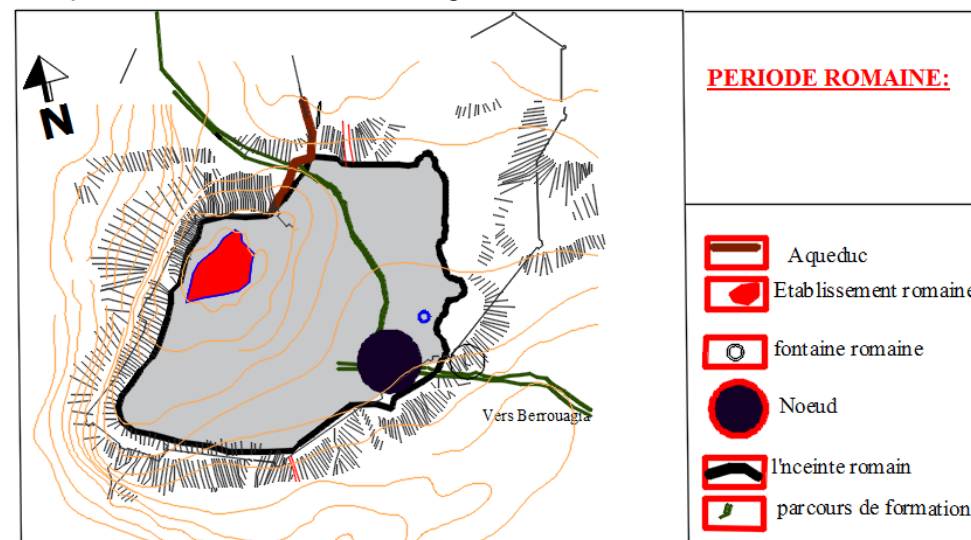 N
Vers Berrouagia
PERIODE ROMAINE:
Aqueduc
Etablissement romaine
fontaine romaine
Noeud
l'nceinte romain
parcours de formation